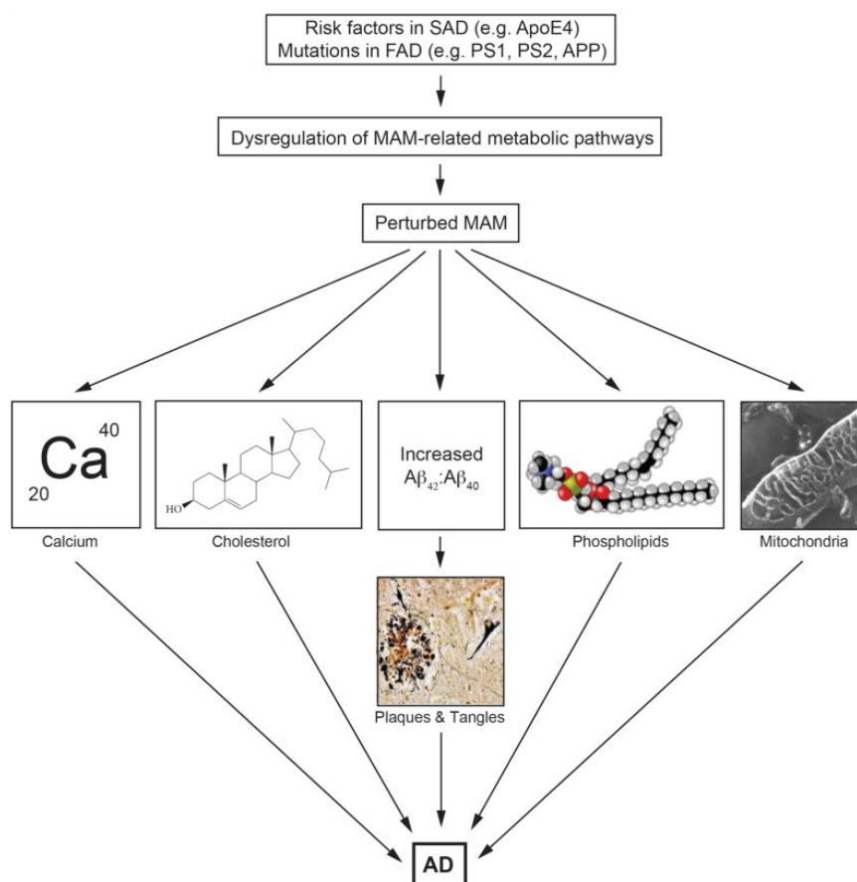 Risk factors in SAD (e.g. ApoE4)
Mutations in FAD (e.g. PS1, PS2, APP)
Dysregulation of MAM-related metabolic pathways
Perturbed MAM
40
Ca
20
Calcium
HO
Cholesterol
Increased
Aβ42:Aβ40
Phospholipids
Mitochondria
Plaques & Tangles
AD